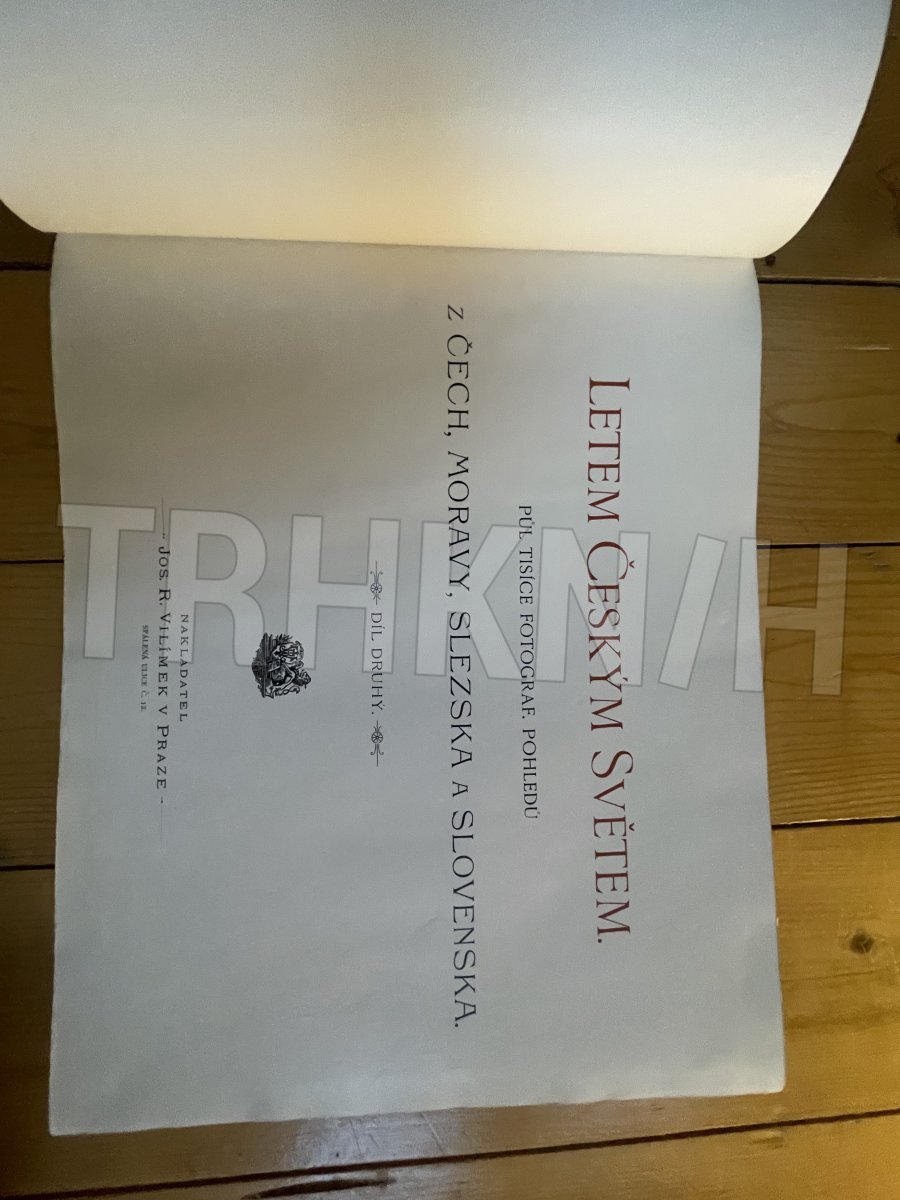 LETEM ČESKÝM SVĚTEM.
PŮL TISÍCE FOTOGRAF. POHLEDŮ
Z ČECH, MORAVY, SLEZSKA A SLOVENSKA.
DÍL DRUHÝ.
NAKLADATEL
JOS. R. VILÍMEK V PRAZE
SPÁLENÁ ULICE Č. 13.
TRHKNIH